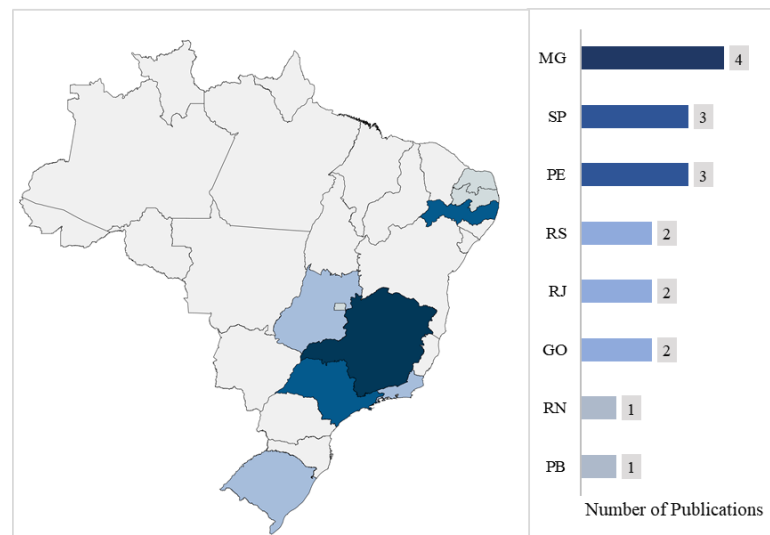 MG 4
SP 3
PE 3
RS 2
RJ 2
GO 2
RN 1
PB 1
Number of Publications